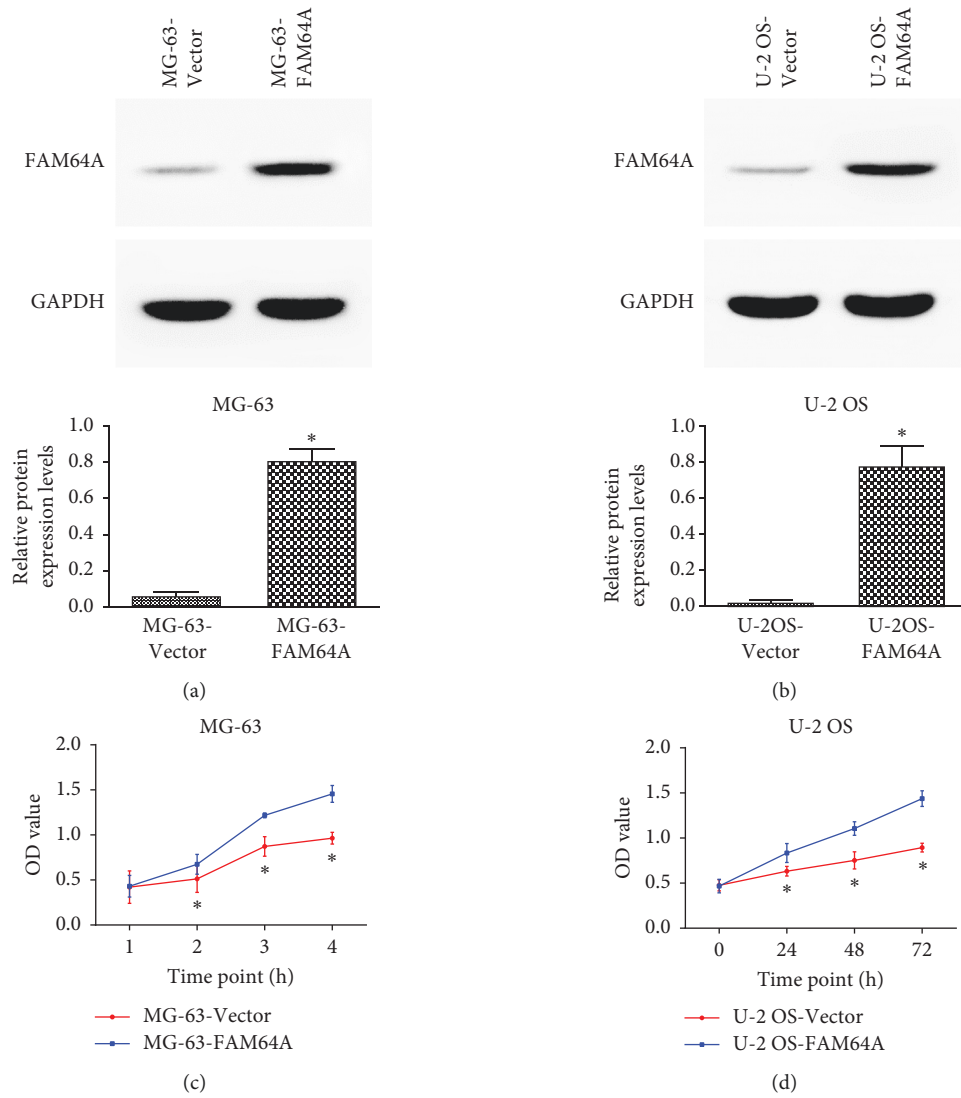 MG-63-
Vector
MG-63-
FAM64A
FAM64A
GAPDH
MG-63
Relative protein
expression levels
1.0
0.8
0.6
0.4
0.2
0.0
*
MG-63-
Vector
MG-63-
FAM64A
(a)
U-2 OS-
Vector
U-2 OS-
FAM64A
FAM64A
GAPDH
U-2 OS
Relative protein
expression levels
1.0
0.8
0.6
0.4
0.2
0.0
*
U-2OS-
Vector
U-2OS-
FAM64A
(b)
MG-63
OD value
2.0
1.5
1.0
0.5
0.0
* * *
1 2 3 4
Time point (h)
MG-63-Vector
MG-63-FAM64A
(c)
U-2 OS
OD value
2.0
1.5
1.0
0.5
0.0
* * *
0 24 48 72
Time point (h)
U-2 OS-Vector
U-2 OS-FAM64A
(d)